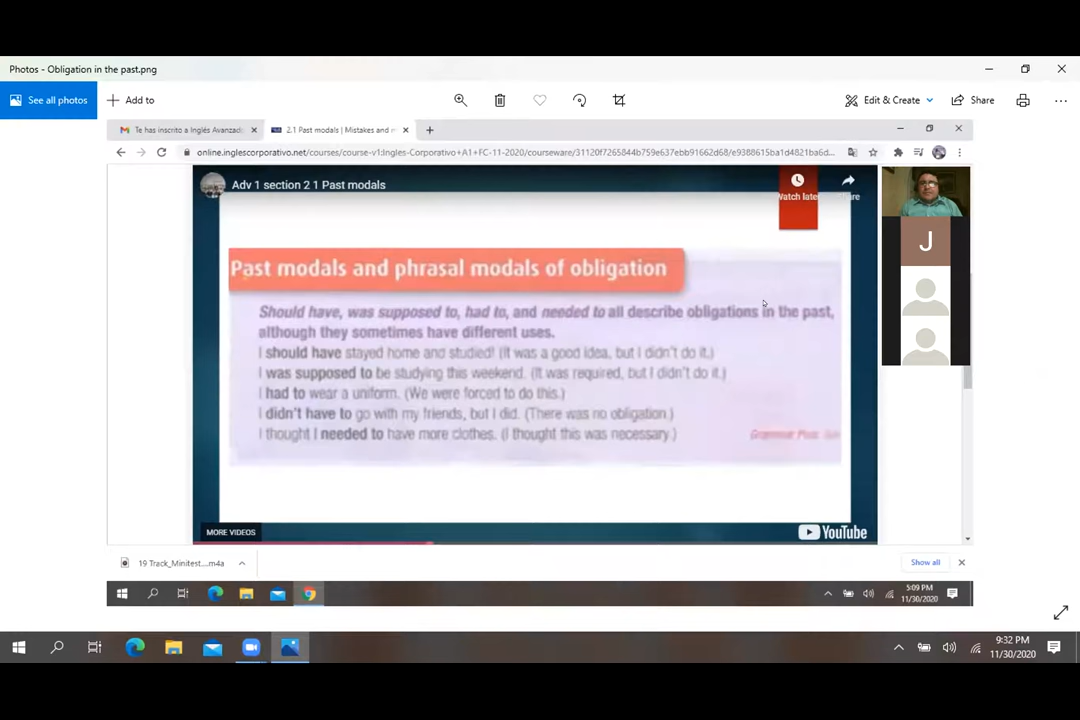 Photos - Obligation in the past.png
See all photos
Add to
Edit & Create
Share
Te has inscrito a Inglés Avanzad
2.1 Past modals | Mistakes and
online.inglescorporativo.net/courses/course-v1:Ingles-Corporativo+A1+FC-11-2020/courseware/31120f7265844b759e637ebb91662d68/e9388615ba1d4821ba6d...
Adv 1 section 2 1 Past modals
Watch late
hare
J
Past modals and phrasal modals of obligation
Should have, was supposed to, had to, and needed to all describe obligations in the past,
although they sometimes have different uses.
I should have stayed home and studied! (It was a good idea, but I didn't do it.)
I was supposed to be studying this weekend. (It was required, but I didn't do it.)
I had to wear a uniform. (We were forced to do this.)
I didn't have to go with my friends, but I did. (There was no obligation.)
I thought I needed to have more clothes. (I thought this was necessary.)
Grammar Plus
MORE VIDEOS
YouTube
19 Track_Minitest....m4a
Show all
5:09 PM
11/30/2020
9:32 PM
11/30/2020